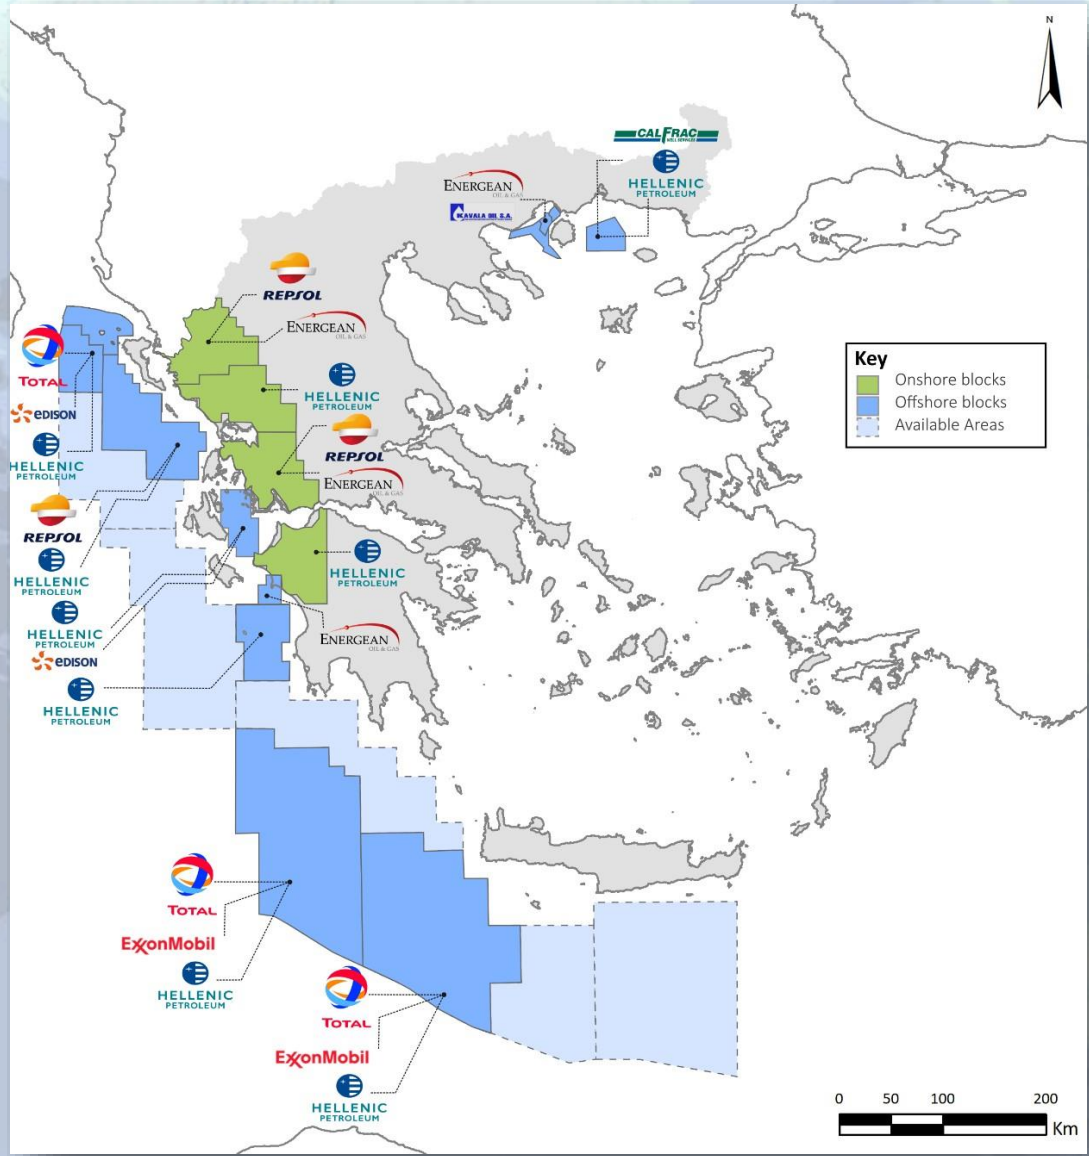 N
CALFRAC
WELL SERVICES
HELLENIC
PETROLEUM
ENERGEAN
OIL & GAS
KAVALA OIL S.A.
REPSOL
ENERGEAN
OIL & GAS
HELLENIC
PETROLEUM
REPSOL
ENERGEAN
OIL & GAS
HELLENIC
PETROLEUM
ENERGEAN
OIL & GAS
TOTAL
EDISON
HELLENIC
PETROLEUM
REPSOL
HELLENIC
PETROLEUM
HELLENIC
PETROLEUM
EDISON
HELLENIC
PETROLEUM
TOTAL
ExxonMobil
HELLENIC
PETROLEUM
TOTAL
ExxonMobil
HELLENIC
PETROLEUM
Key
Onshore blocks
Offshore blocks
Available Areas
0 50 100 200
Km